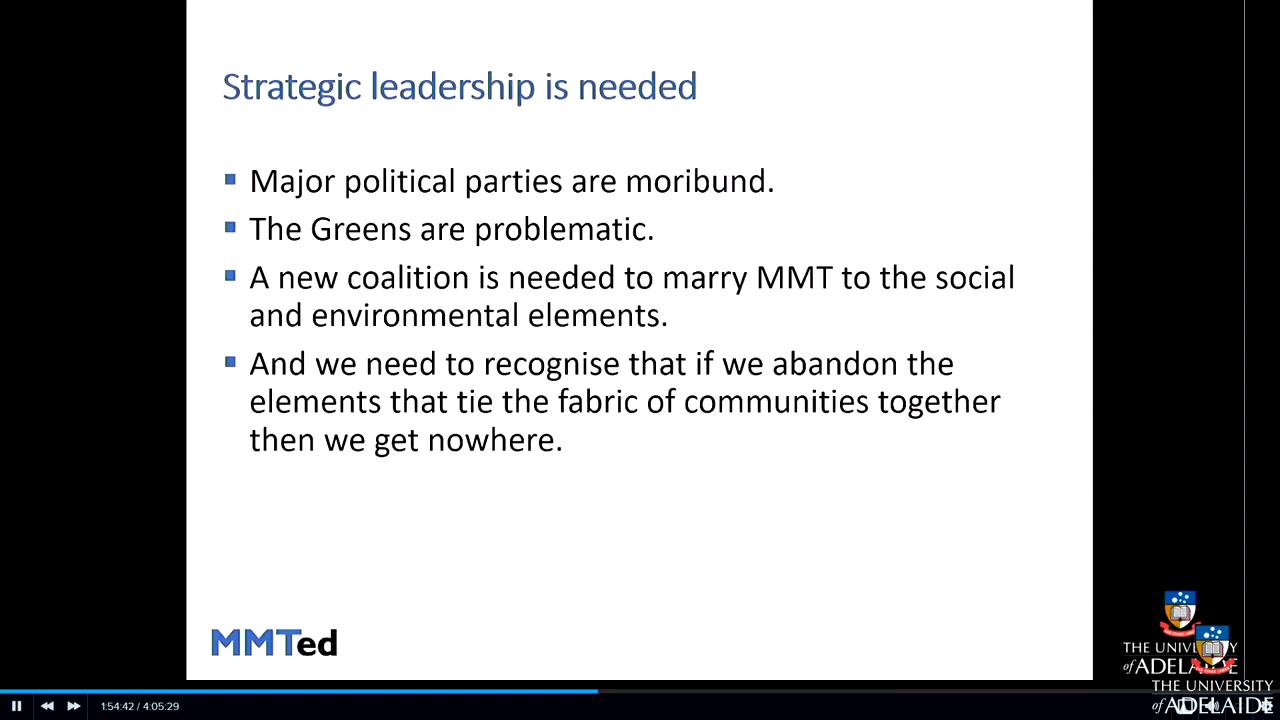 Strategic leadership is needed
Major political parties are moribund.
The Greens are problematic.
A new coalition is needed to marry MMT to the social
and environmental elements.
And we need to recognise that if we abandon the
elements that tie the fabric of communities together
then we get nowhere.
MMTed
THE UNIVERSITY
of ADELAIDE
THE UNIVERSITY
of ADELAIDE
1:54:42 / 4:05:29